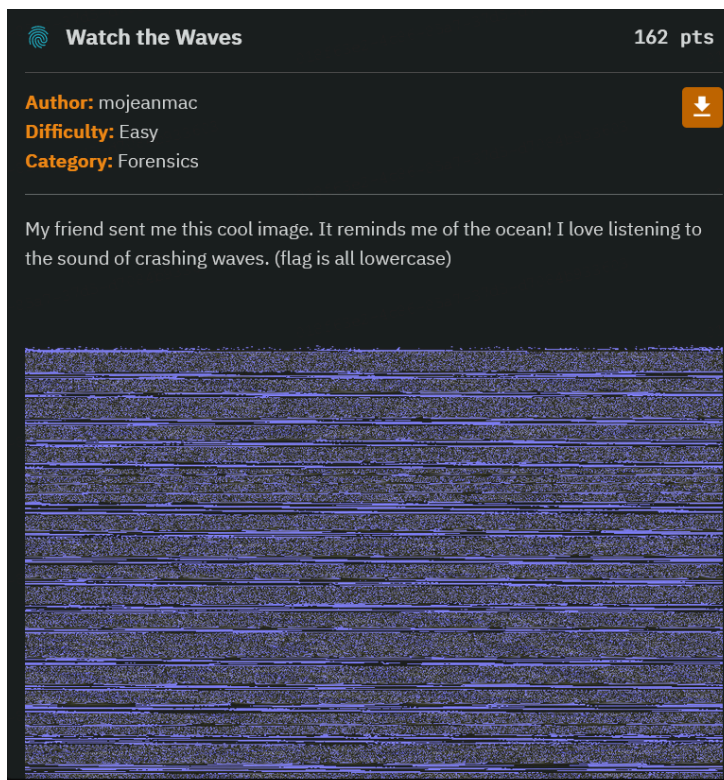 Watch the Waves 162 pts
Author: mojeanmac
Difficulty: Easy
Category: Forensics
My friend sent me this cool image. It reminds me of the ocean! I love listening to
the sound of crashing waves. (flag is all lowercase)